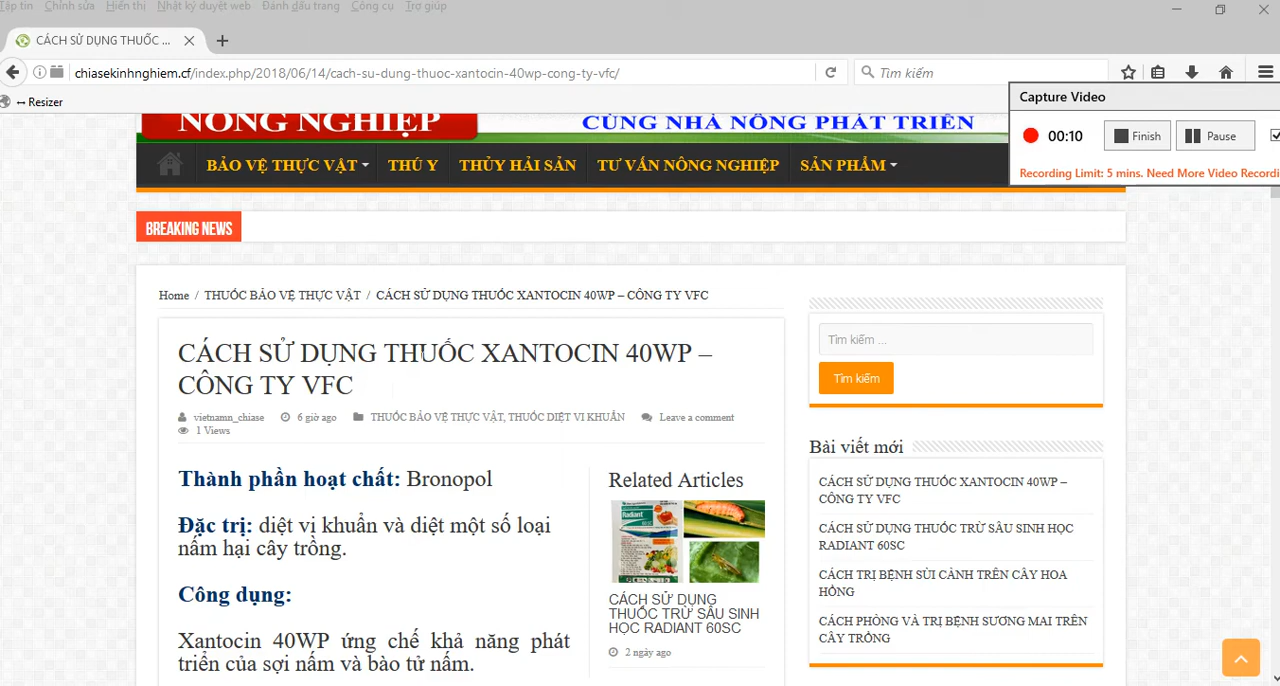 Tập tin Chỉnh sửa Hiển thị Nhật ký duyệt web Đánh dấu trang Công cụ Trợ giúp
CÁCH SỬ DỤNG THUỐC ...
chiasekinhnghiem.cf/index.php/2018/06/14/cach-su-dung-thuoc-xantocin-40wp-cong-ty-vfc/
Tìm kiếm
Resizer
Capture Video
00:10 Finish Pause
Recording Limit: 5 mins. Need More Video Recordi
NÔNG NGHIỆP
CÙNG NHÀ NÔNG PHÁT TRIỂN
BẢO VỆ THỰC VẬT THÚ Y THỦY HẢI SẢN TƯ VẤN NÔNG NGHIỆP SẢN PHẨM
BREAKING NEWS
Home / THUỐC BẢO VỆ THỰC VẬT / CÁCH SỬ DỤNG THUỐC XANTOCIN 40WP – CÔNG TY VFC
CÁCH SỬ DỤNG THUỐC XANTOCIN 40WP –
CÔNG TY VFC
vietnamn_chiase 6 giờ ago THUỐC BẢO VỆ THỰC VẬT, THUỐC DIỆT VI KHUẨN Leave a comment
1 Views
Thành phần hoạt chất: Bronopol
Đặc trị: diệt vi khuẩn và diệt một số loại
nấm hại cây trồng.
Công dụng:
Xantocin 40WP ứng chế khả năng phát
triển của sợi nấm và bào tử nấm.
Related Articles
Radiant
CÁCH SỬ DỤNG
THUỐC TRỪ SÂU SINH
HỌC RADIANT 60SC
2 ngày ago
Tìm kiếm ...
Tìm kiếm
Bài viết mới
CÁCH SỬ DỤNG THUỐC XANTOCIN 40WP –
CÔNG TY VFC
CÁCH SỬ DỤNG THUỐC TRỪ SÂU SINH HỌC
RADIANT 60SC
CÁCH TRỊ BỆNH SÙI CÀNH TRÊN CÂY HOA
HỒNG
CÁCH PHÒNG VÀ TRỊ BỆNH SƯƠNG MAI TRÊN
CÂY TRỒNG